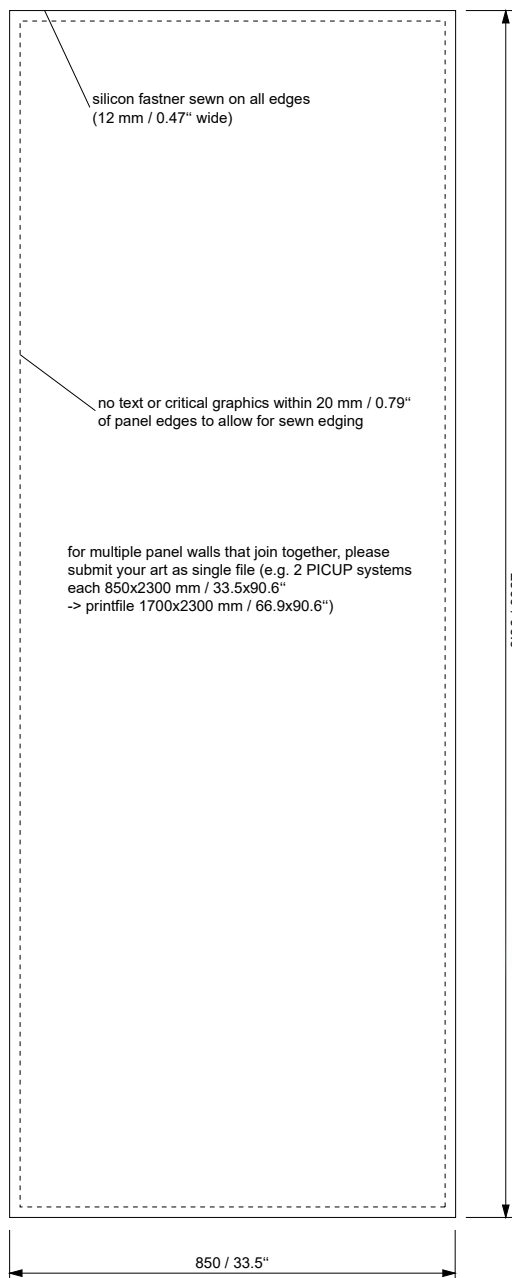 silicon fastner sewn on all edges
(12 mm / 0.47“ wide)
no text or critical graphics within 20 mm / 0.79“
of panel edges to allow for sewn edging
for multiple panel walls that join together, please
submit your art as single file (e.g. 2 PICUP systems
each 850x2300 mm / 33.5x90.6“
-> printfile 1700x2300 mm / 66.9x90.6“)
850 / 33.5“